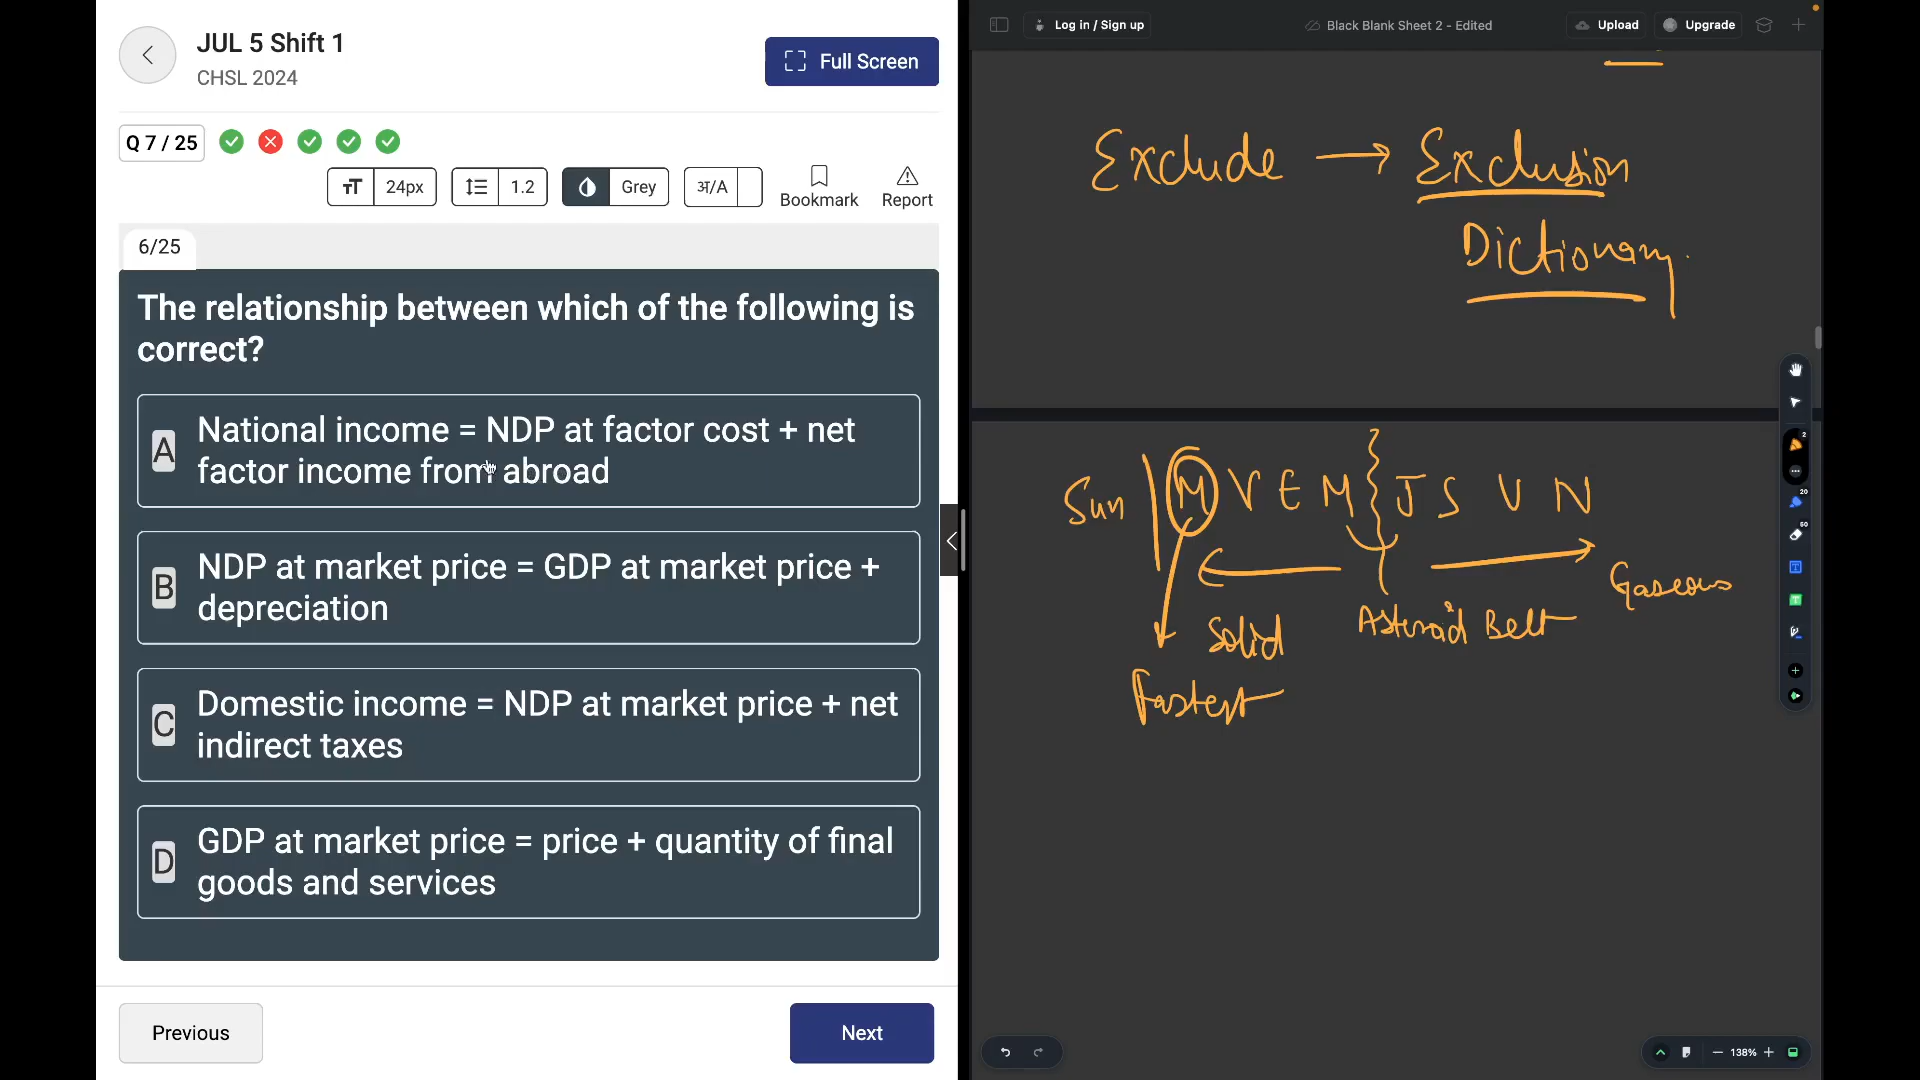 JUL 5 Shift 1
CHSL 2024
Full Screen
Q 7 / 25
24px
1.2
Grey
अ/A
Bookmark
Report
6/25
The relationship between which of the following is
correct?
A
National income = NDP at factor cost + net
factor income from abroad
B
NDP at market price = GDP at market price +
depreciation
C
Domestic income = NDP at market price + net
indirect taxes
D
GDP at market price = price + quantity of final
goods and services
Previous
Next
Log in / Sign up
Black Blank Sheet 2 - Edited
Upload
Upgrade
Exclude → Exclusion
Dictionary.
Sun M V E M J S U N
Gaseous
Solid Asteroid Belt
Fastest
2
20
50
138%